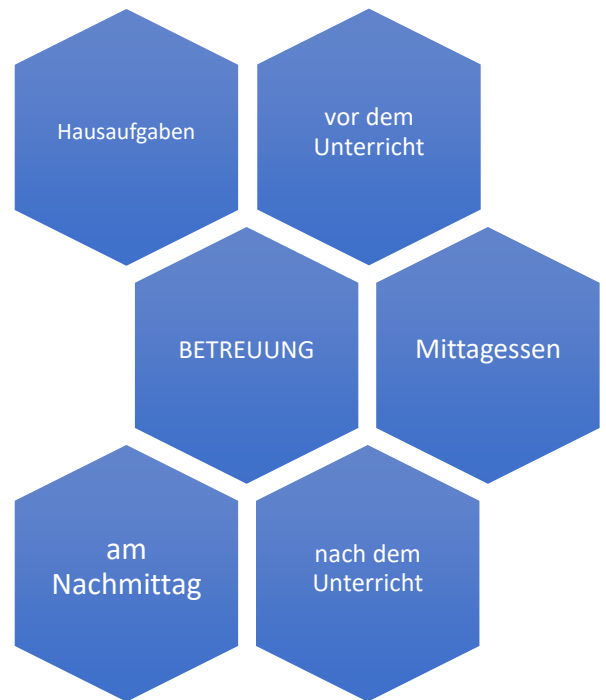 Hausaufgaben
vor dem
Unterricht
BETREUUNG
Mittagessen
am
Nachmittag
nach dem
Unterricht